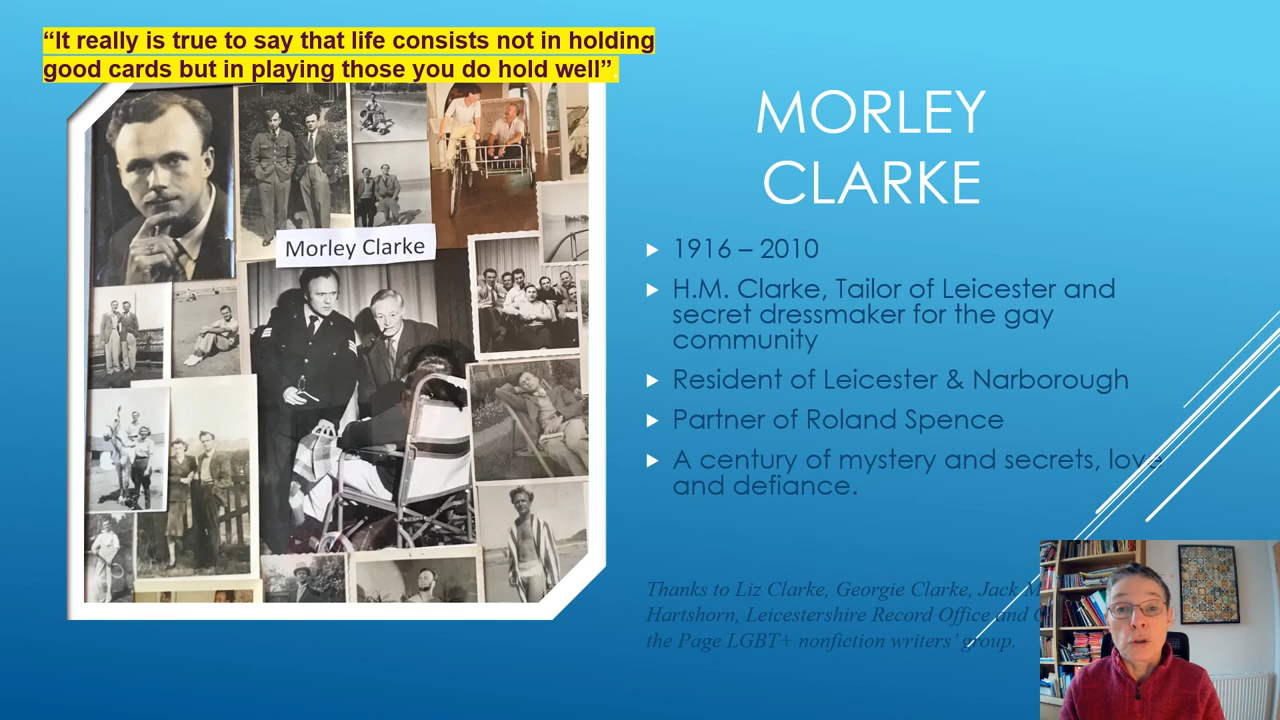 “It really is true to say that life consists not in holding
good cards but in playing those you do hold well”.
Morley Clarke
MORLEY
CLARKE
1916 – 2010
H.M. Clarke, Tailor of Leicester and
secret dressmaker for the gay
community
Resident of Leicester & Narborough
Partner of Roland Spence
A century of mystery and secrets, love
and defiance.
Thanks to Liz Clarke, Georgie Clarke, Jack
Hartshorn, Leicestershire Record Office and
the Page LGBT+ nonfiction writers’ group.